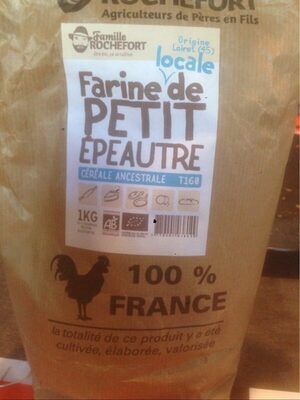 ROCHEFORT
Agriculteurs de Pères en Fils
Famille
ROCHEFORT
Origine
Loiret (45)
locale
Farine de
PETIT
ÉPEAUTRE
CÉRÉALE ANCESTRALE T160
1KG
AB
100 %
FRANCE
la totalité de ce produit y a été
cultivée, élaborée, valorisée